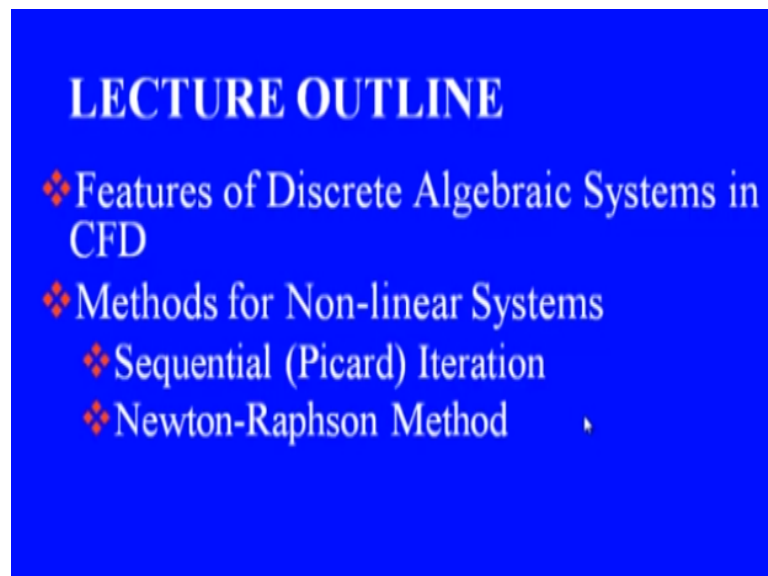 LECTURE OUTLINE
Features of Discrete Algebraic Systems in
CFD
Methods for Non-linear Systems
Sequential (Picard) Iteration
Newton-Raphson Method